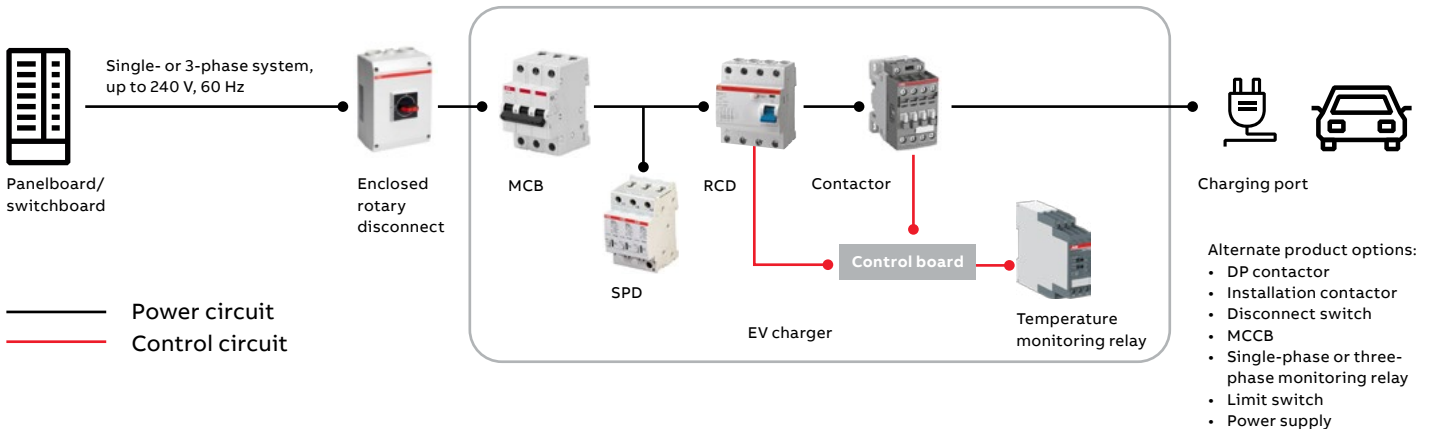 Single- or 3-phase system,
up to 240 V, 60 Hz
Panelboard/
switchboard
Enclosed
rotary
disconnect
MCB
SPD
RCD
Contactor
Control board
EV charger
Temperature
monitoring relay
Charging port
Power circuit
Control circuit
Alternate product options:
• DP contactor
• Installation contactor
• Disconnect switch
• MCCB
• Single-phase or three-
phase monitoring relay
• Limit switch
• Power supply